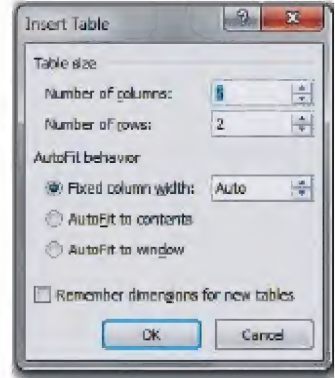 Insert Table
Table size
Number of columns: 5
Number of rows: 2
AutoFit behavior
Fixed column width: Auto
AutoFit to contents
AutoFit to window
Remember dimensions for new tables
OK Cancel